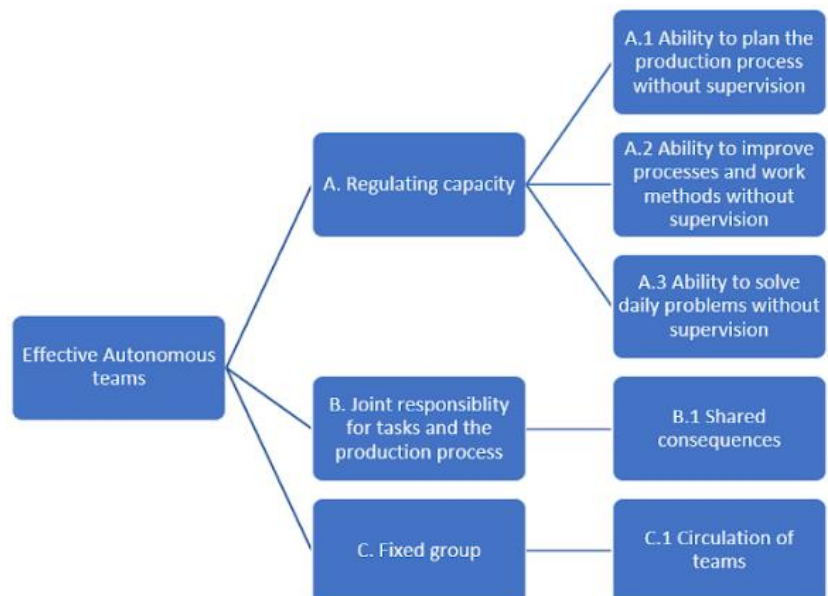 A.1 Ability to plan the
production process
without supervision
A. Regulating capacity
A.2 Ability to improve
processes and work
methods without
supervision
A.3 Ability to solve
daily problems without
supervision
Effective Autonomous
teams
B. Joint responsiblity
for tasks and the
production process
B.1 Shared
consequences
C. Fixed group
C.1 Circulation of
teams